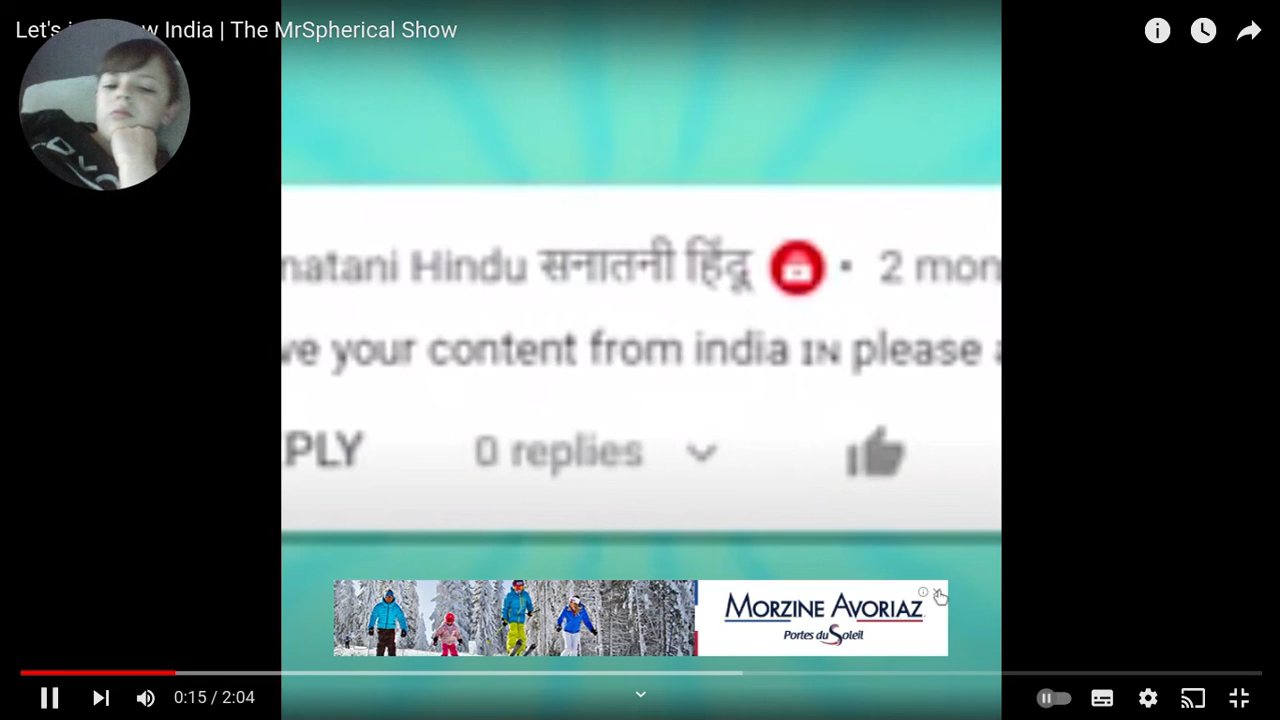 Let's w India | The MrSpherical Show
natani Hindu सनातनी हिंदू • 2 mon
ve your content from india IN please
PLY 0 replies
MORZINE AVORIAZ
Portes du Soleil
0:15 / 2:04